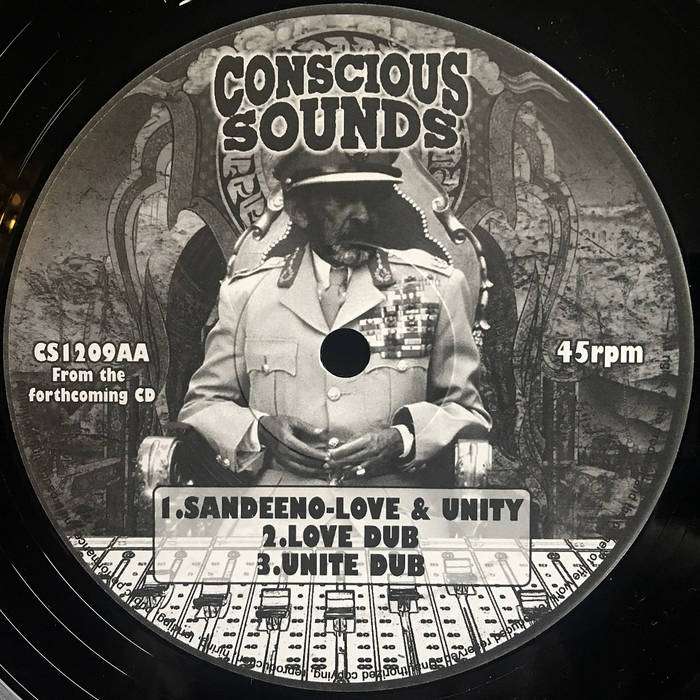 CONSCIOUS
SOUNDS
CS1209AA
From the
forthcoming CD
45rpm
1.SANDEENO-LOVE & UNITY
2.LOVE DUB
3.UNITE DUB